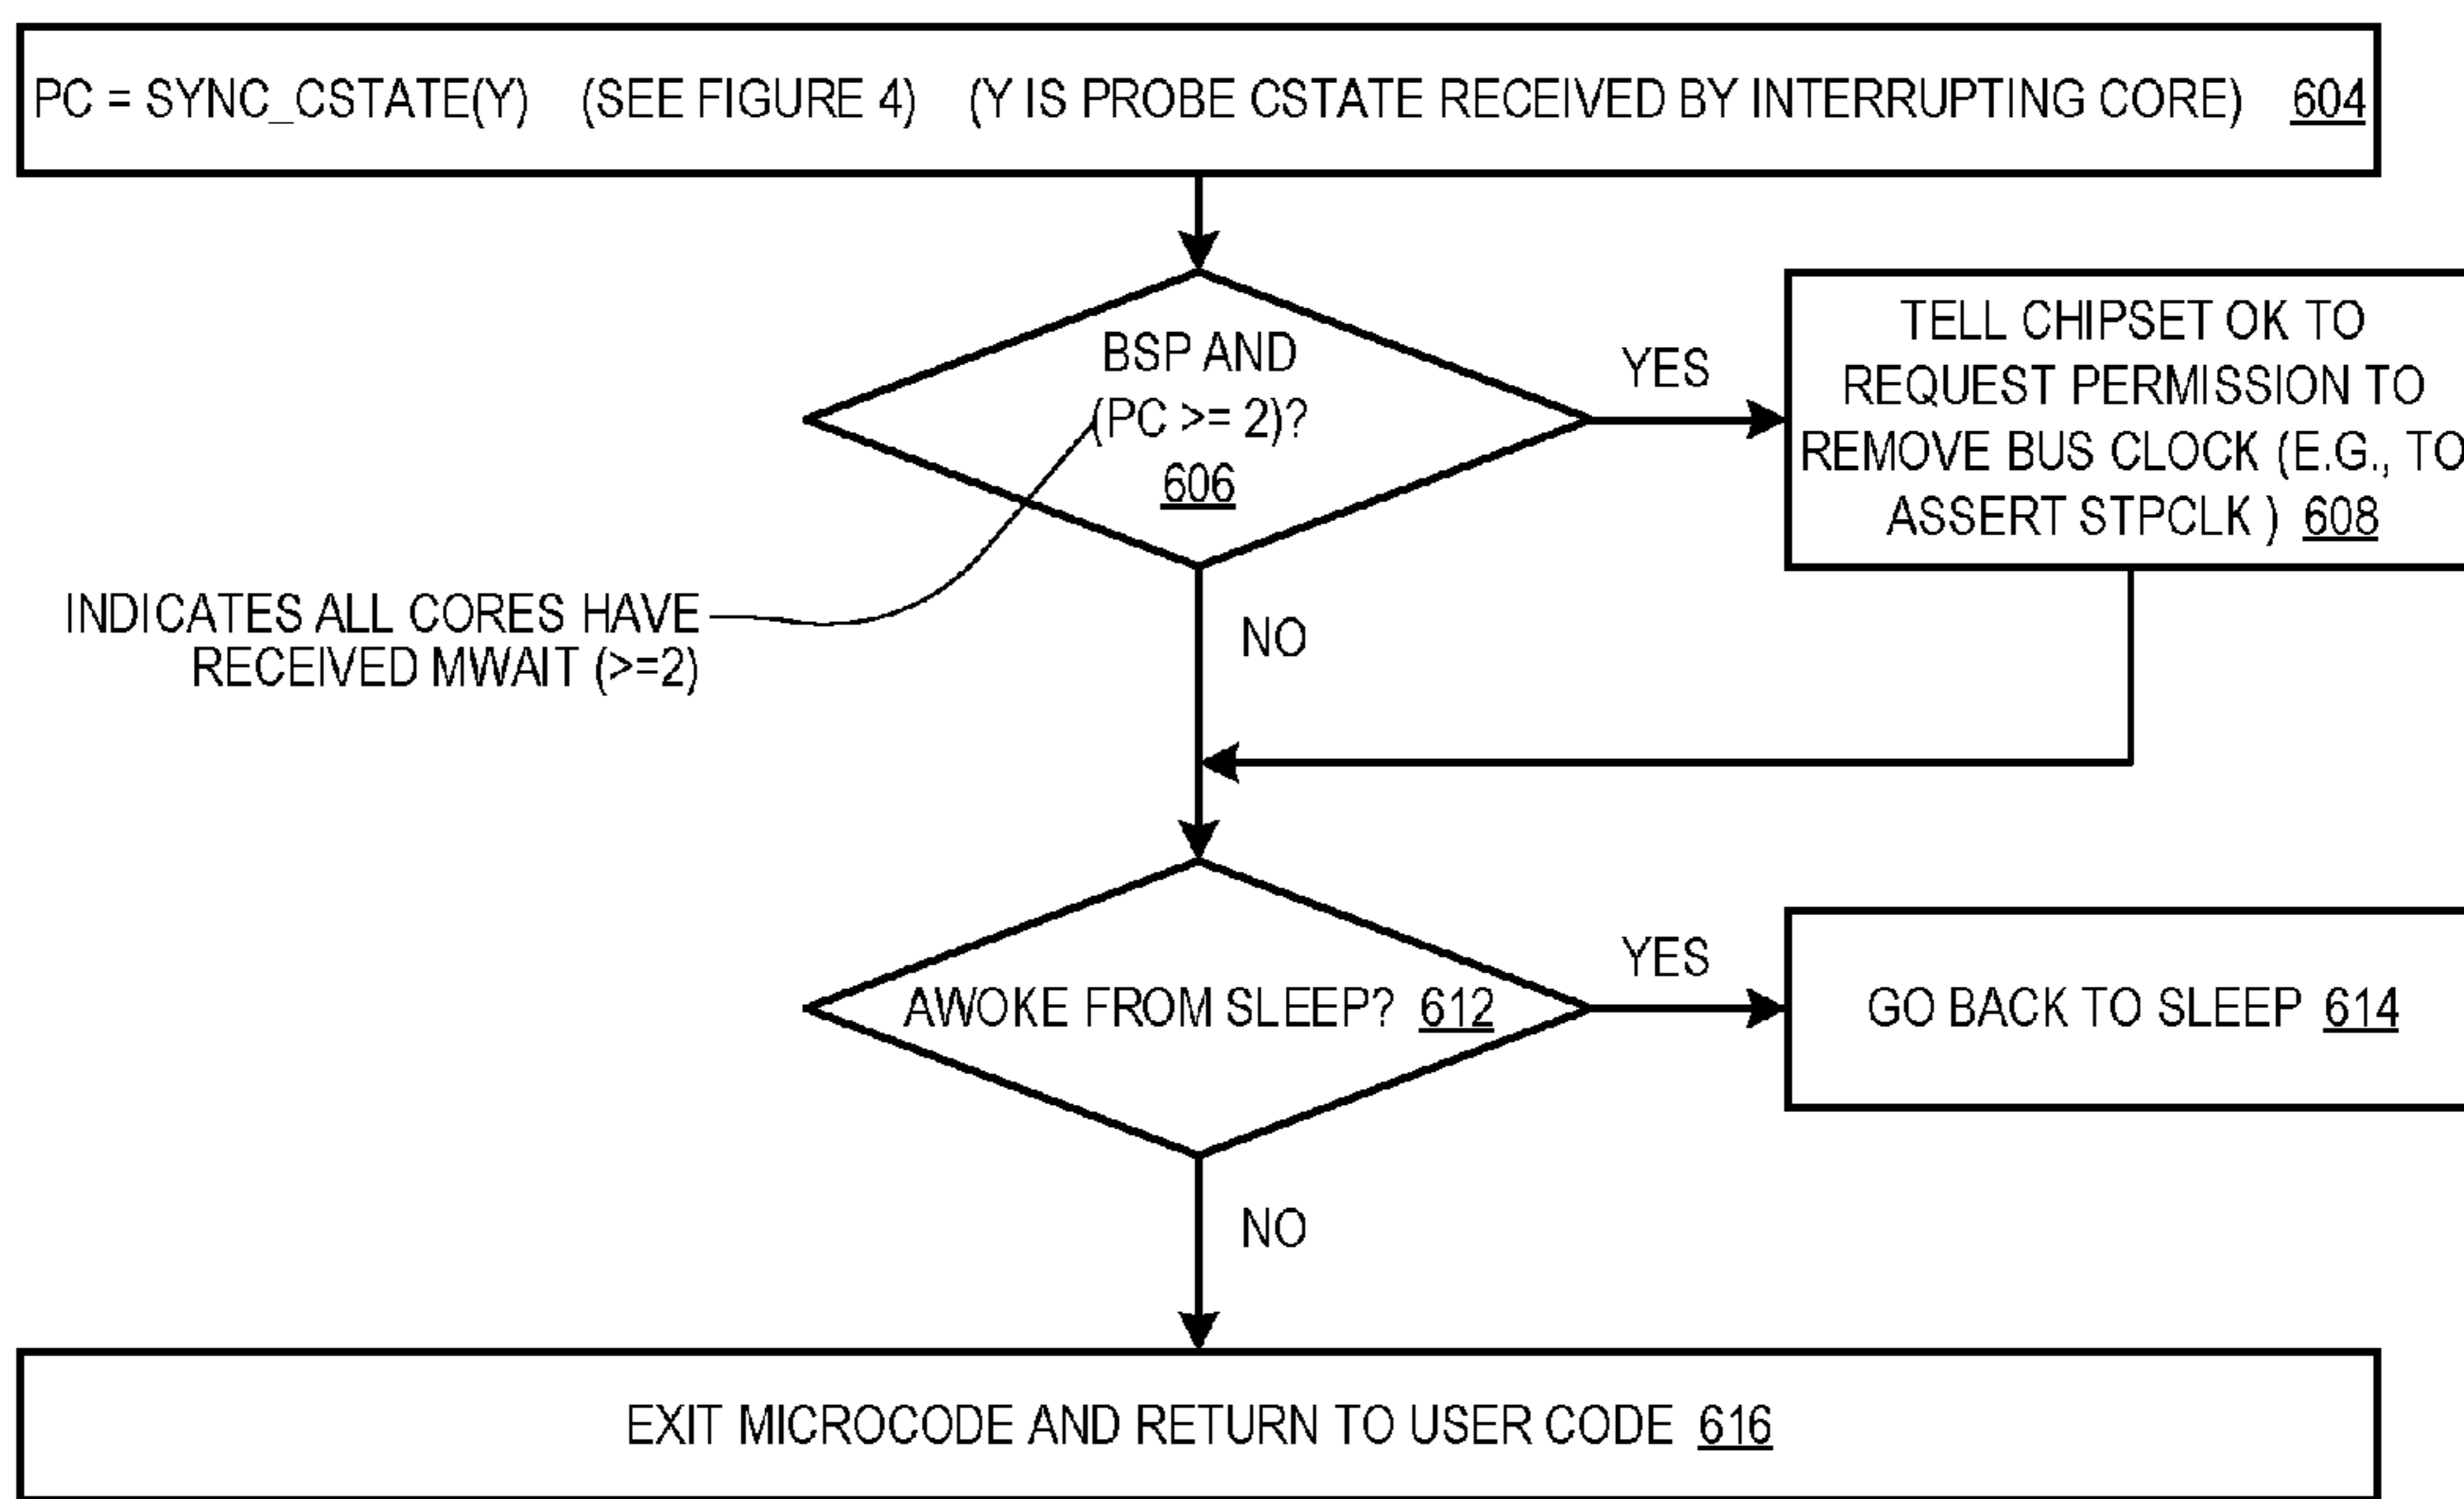 PC = SYNC_CSTATE(Y) (SEE FIGURE 4) (Y IS PROBE CSTATE RECEIVED BY INTERRUPTING CORE) 604
BSP AND
(PC >= 2)?
606
YES
TELL CHIPSET OK TO
REQUEST PERMISSION TO
REMOVE BUS CLOCK (E.G., TO
ASSERT STPCLK ) 608
INDICATES ALL CORES HAVE
RECEIVED MWAIT (>=2)
NO
AWOKE FROM SLEEP? 612
YES
GO BACK TO SLEEP 614
NO
EXIT MICROCODE AND RETURN TO USER CODE 616